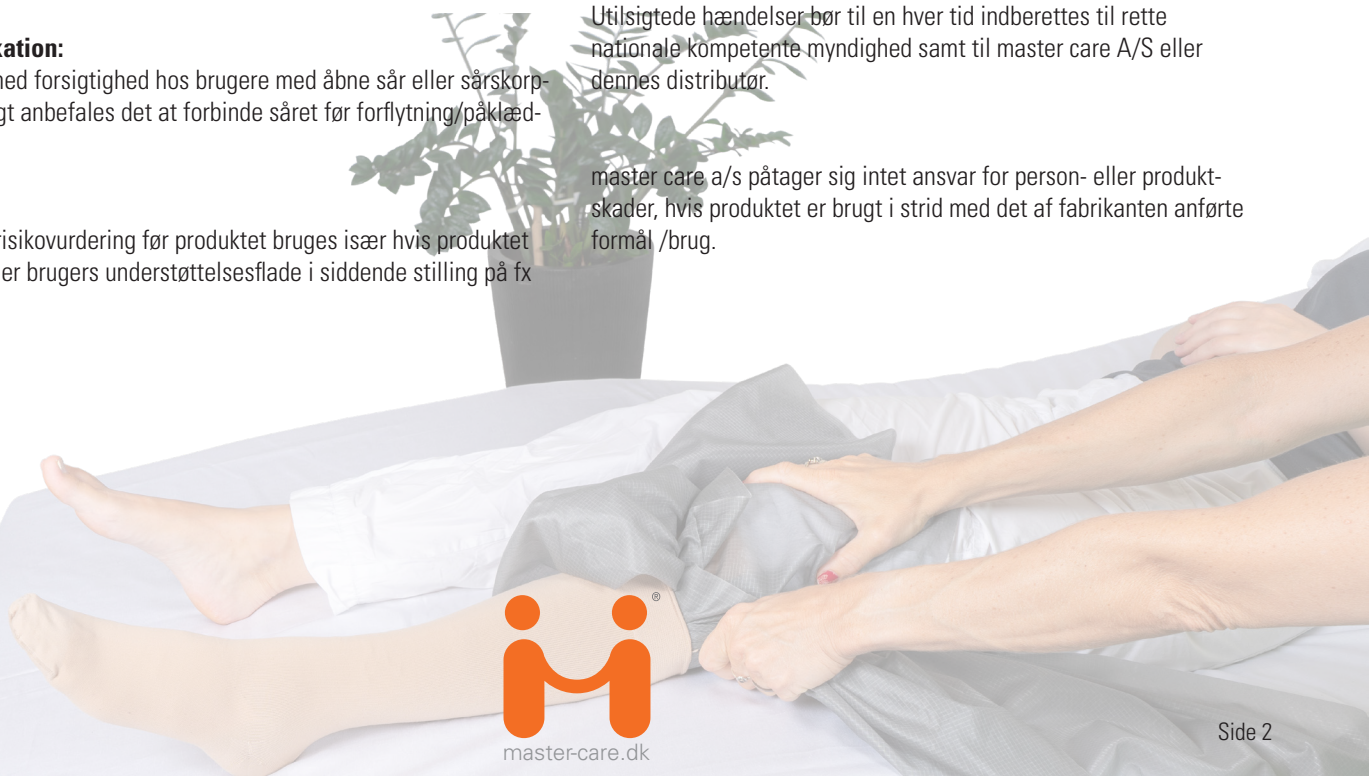 kation:
ned forsigtighed hos brugere med åbne sår eller sårskorp-
gt anbefales det at forbinde såret før forflytning/påklæd-
risikovurdering før produktet bruges især hvis produktet
er brugers understøttelsesflade i siddende stilling på fx
Utilsigtede hændelser bør til en hver tid indberettes til rette
nationale kompetente myndighed samt til master care A/S eller
dennes distributør.
master care a/s påtager sig intet ansvar for person- eller produkt-
skader, hvis produktet er brugt i strid med det af fabrikanten anførte
formål /brug.
®
master-care.dk
Side 2